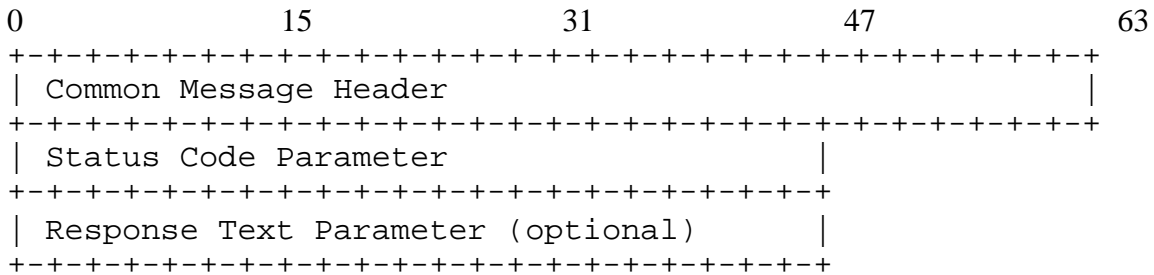 0 15 31 47 63
+-+-+-+-+-+-+-+-+-+-+-+-+-+-+-+-+-+-+-+-+-+-+-+-+-+-+-+-+
| Common Message Header                                 |
+-+-+-+-+-+-+-+-+-+-+-+-+-+-+-+-+-+-+-+-+-+-+-+-+-+-+-+-+
| Status Code Parameter                   |
+-+-+-+-+-+-+-+-+-+-+-+-+-+-+-+-+-+-+-+-+-+
| Response Text Parameter (optional)      |
+-+-+-+-+-+-+-+-+-+-+-+-+-+-+-+-+-+-+-+-+-+